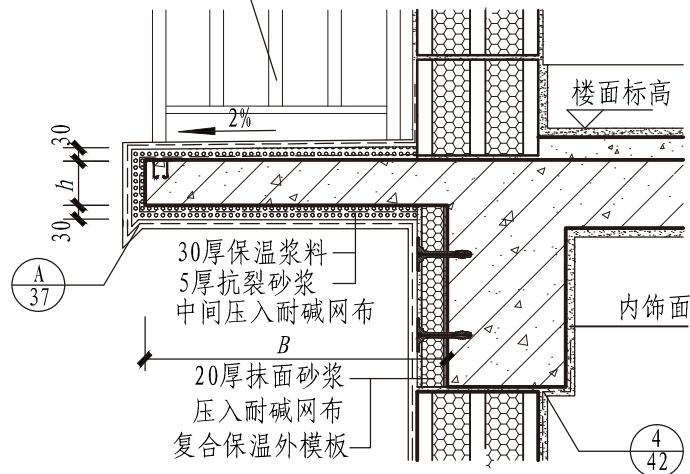 2%
楼面标高
30
h
30
30厚保温浆料
5厚抗裂砂浆
中间压入耐碱网布
A
37
内饰面
B
20厚抹面砂浆
压入耐碱网布
复合保温外模板
4
42